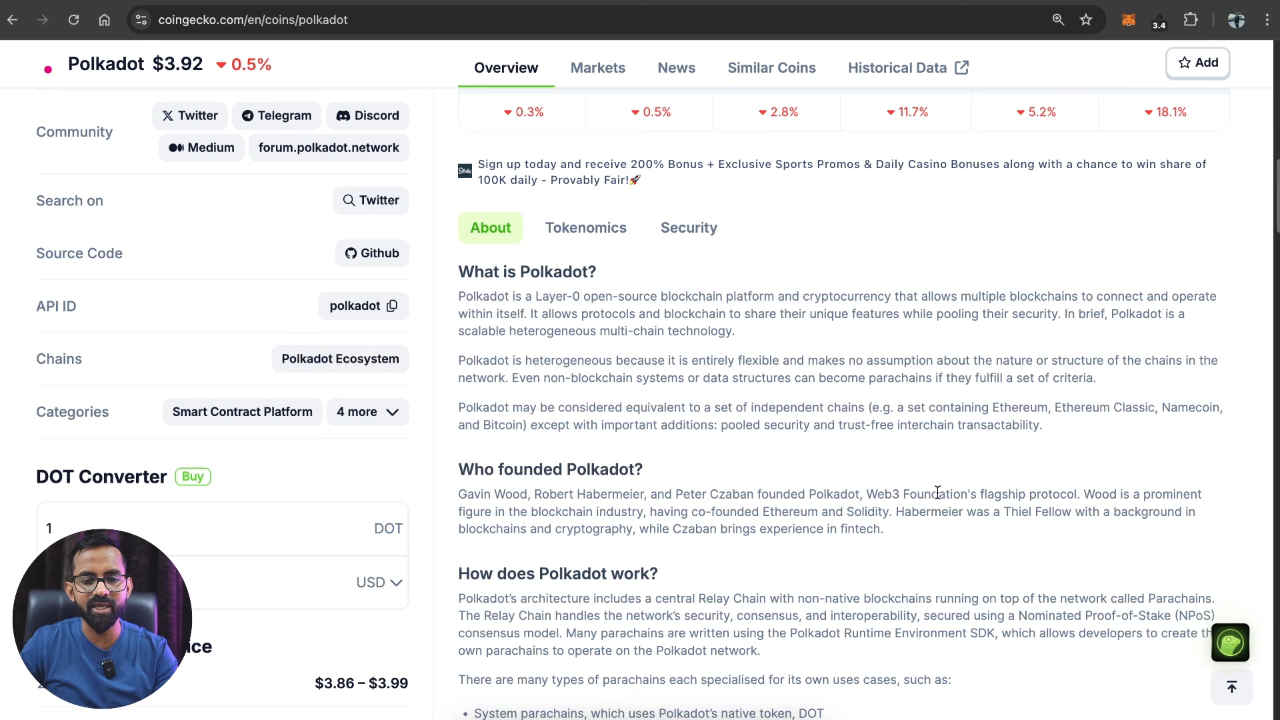 coingecko.com/en/coins/polkadot
3.4
Polkadot $3.92 0.5%
Overview Markets News Similar Coins Historical Data
Add
Community
Twitter Telegram Discord
Medium forum.polkadot.network
Search on
Twitter
Source Code
Github
API ID
polkadot
Chains
Polkadot Ecosystem
Categories
Smart Contract Platform 4 more
DOT Converter Buy
1 DOT
USD
ice
$3.86 – $3.99
0.3% 0.5% 2.8% 11.7% 5.2% 18.1%
Sign up today and receive 200% Bonus + Exclusive Sports Promos & Daily Casino Bonuses along with a chance to win share of
100K daily - Provably Fair!🚀
About Tokenomics Security
What is Polkadot?
Polkadot is a Layer-0 open-source blockchain platform and cryptocurrency that allows multiple blockchains to connect and operate
within itself. It allows protocols and blockchain to share their unique features while pooling their security. In brief, Polkadot is a
scalable heterogeneous multi-chain technology.
Polkadot is heterogeneous because it is entirely flexible and makes no assumption about the nature or structure of the chains in the
network. Even non-blockchain systems or data structures can become parachains if they fulfill a set of criteria.
Polkadot may be considered equivalent to a set of independent chains (e.g. a set containing Ethereum, Ethereum Classic, Namecoin,
and Bitcoin) except with important additions: pooled security and trust-free interchain transactability.
Who founded Polkadot?
Gavin Wood, Robert Habermeier, and Peter Czaban founded Polkadot, Web3 Foundation's flagship protocol. Wood is a prominent
figure in the blockchain industry, having co-founded Ethereum and Solidity. Habermeier was a Thiel Fellow with a background in
blockchains and cryptography, while Czaban brings experience in fintech.
How does Polkadot work?
Polkadot's architecture includes a central Relay Chain with non-native blockchains running on top of the network called Parachains.
The Relay Chain handles the network's security, consensus, and interoperability, secured using a Nominated Proof-of-Stake (NPoS)
consensus model. Many parachains are written using the Polkadot Runtime Environment SDK, which allows developers to create th
own parachains to operate on the Polkadot network.
There are many types of parachains each specialised for its own uses cases, such as:
• System parachains, which uses Polkadot's native token, DOT